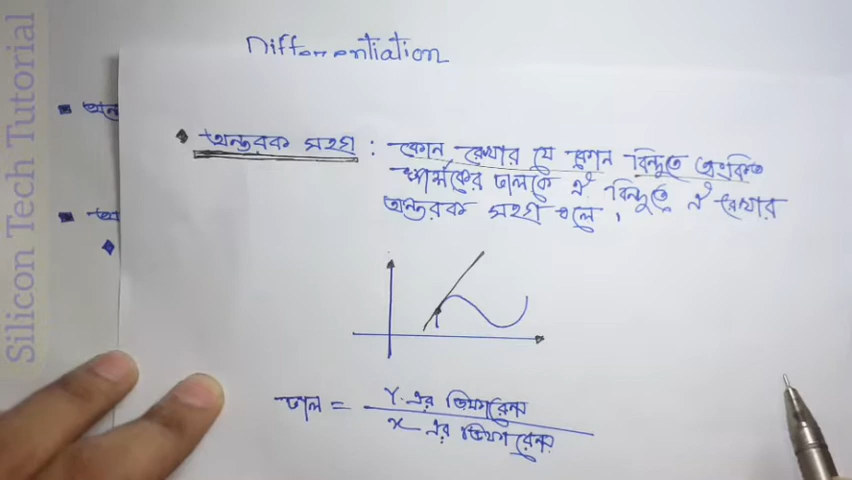 Differentiation
অন্তরক সহগ : কোন রেখার যে কোন বিন্দুতে অংকিত
স্পর্শকের ঢালকে ঐ বিন্দুতে ঐ রেখার
অন্তরক সহগ বলে।
ঢাল = Y এর ডিফারেন্স
x এর ডিফারেন্স
Silicon Tech Tutorial